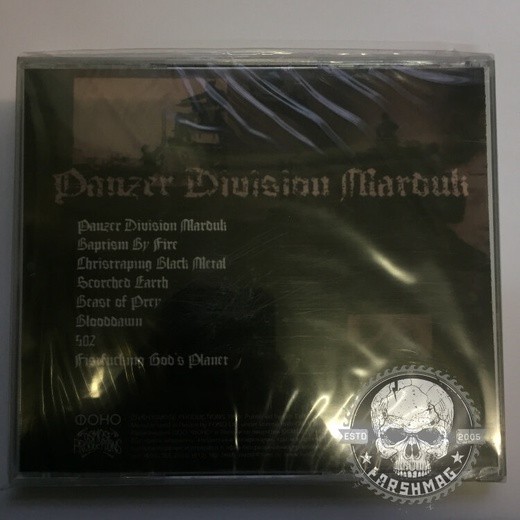 Panzer Division Marduk
Panzer Division Marduk
Baptism By Fire
Christraping Black Metal
Scorched Earth
Beast of Prey
Blooddawn
502
Fistfucking God's Planet
ФОНО
ESTD 2005
FARSHMAG